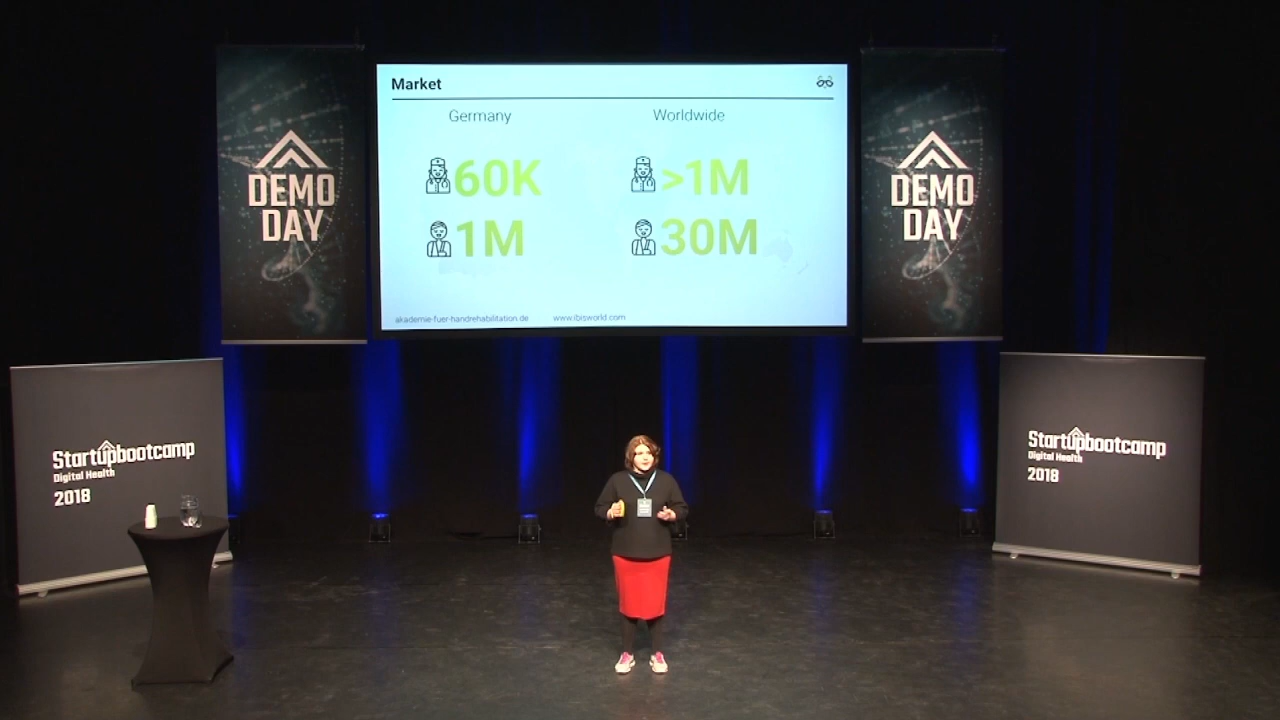 Market
Germany
Worldwide
60K
>1M
1M
30M
akademie-fuer-handrehabilitation.de
www.ibisworld.com
DEMO
DAY
DEMO
DAY
Startupbootcamp
Digital Health
2018
Startupbootcamp
Digital Health
2018